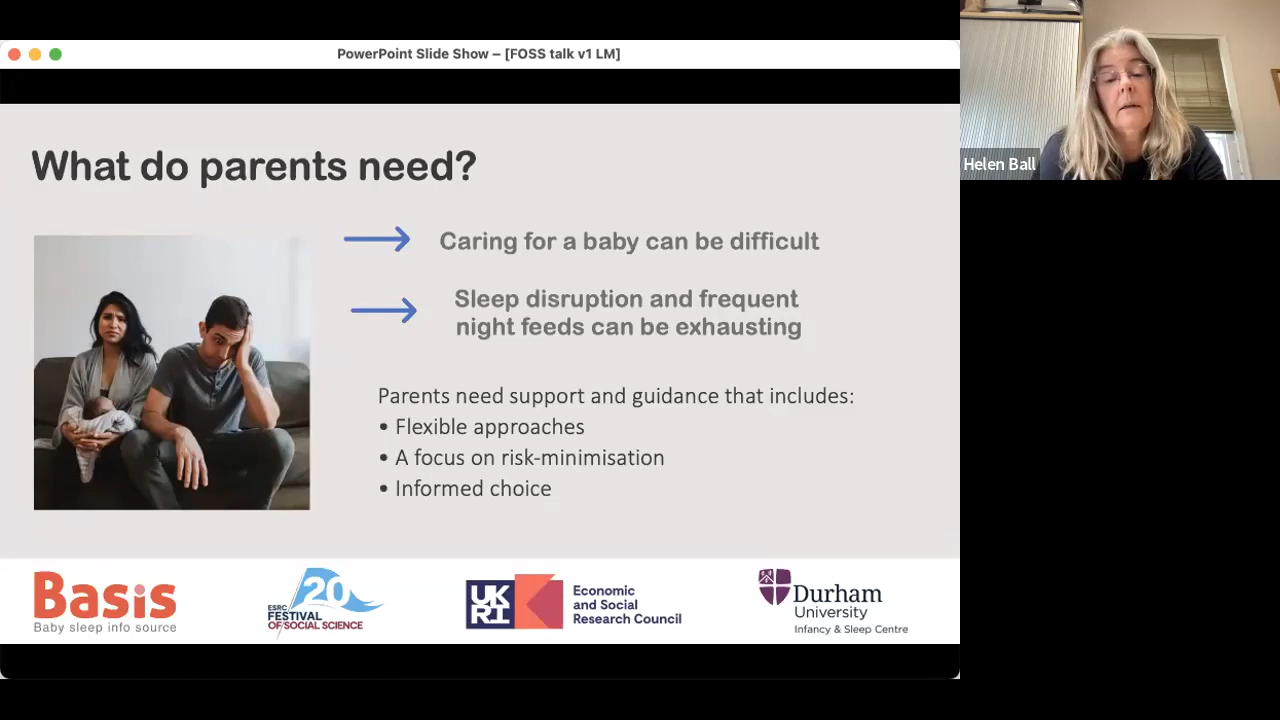 PowerPoint Slide Show – [FOSS talk v1 LM]
Helen Ball
What do parents need?
Caring for a baby can be difficult
Sleep disruption and frequent
night feeds can be exhausting
Parents need support and guidance that includes:
• Flexible approaches
• A focus on risk-minimisation
• Informed choice
Basis
Baby sleep info source
20
ESRC
FESTIVAL
OF SOCIAL SCIENCE
UK
RI
Economic
and Social
Research Council
Durham
University
Infancy & Sleep Centre